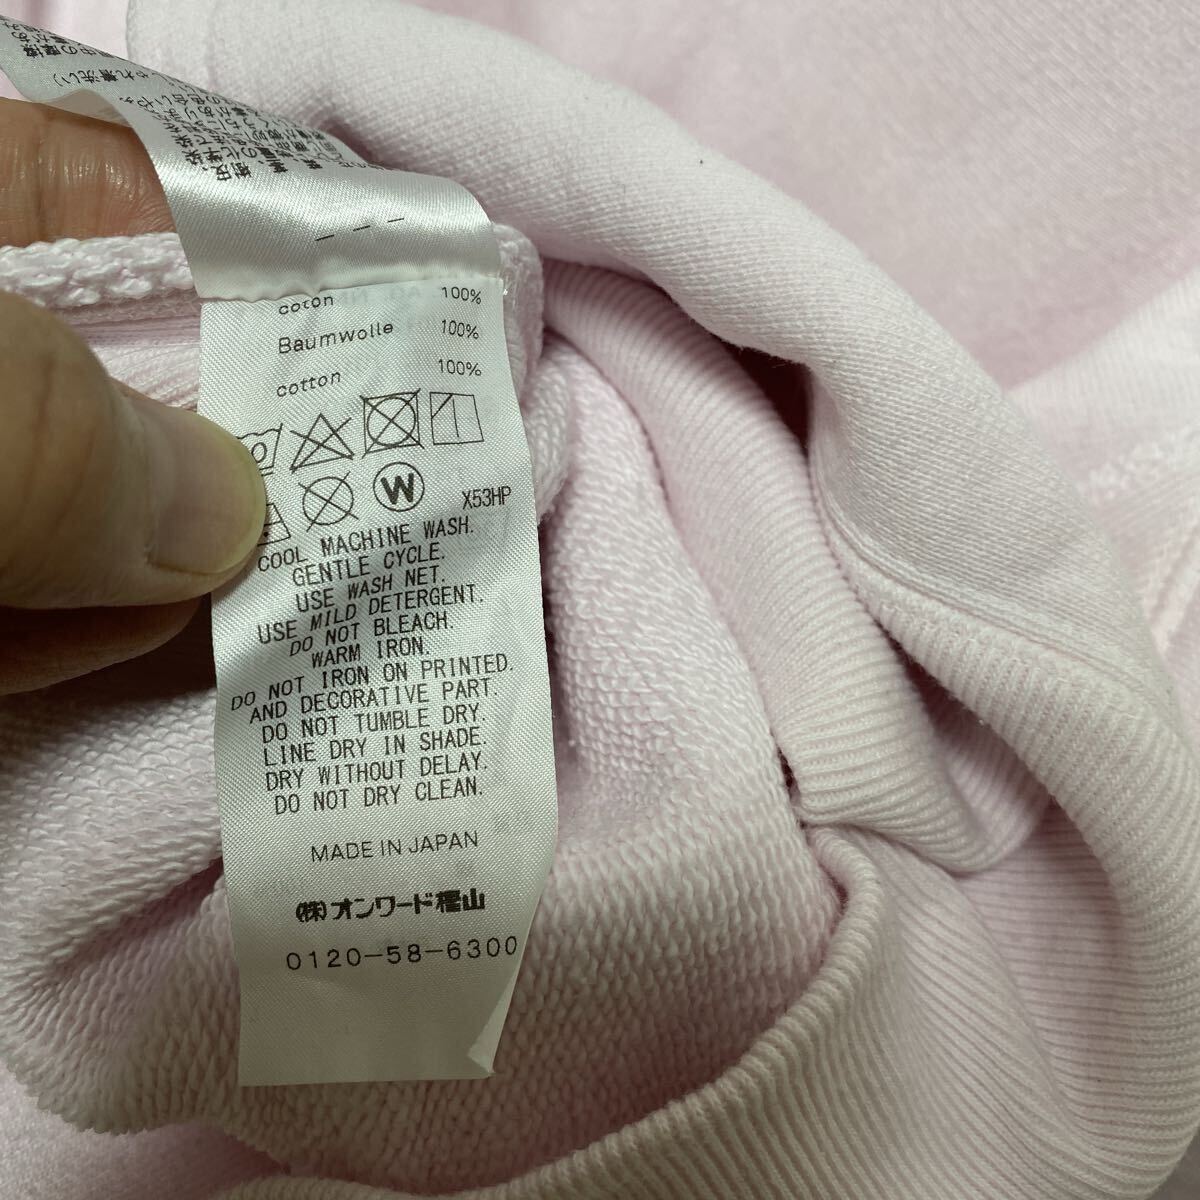 coton 100%
Baumwolle 100%
cotton 100%
W
X53HP
COOL MACHINE WASH.
GENTLE CYCLE.
USE WASH NET.
USE MILD DETERGENT.
DO NOT BLEACH.
WARM IRON.
DO NOT IRON ON PRINTED.
AND DECORATIVE PART.
DO NOT TUMBLE DRY.
LINE DRY IN SHADE.
DRY WITHOUT DELAY.
DO NOT DRY CLEAN.
MADE IN JAPAN
㈱オンワード樫山
0120-58-6300